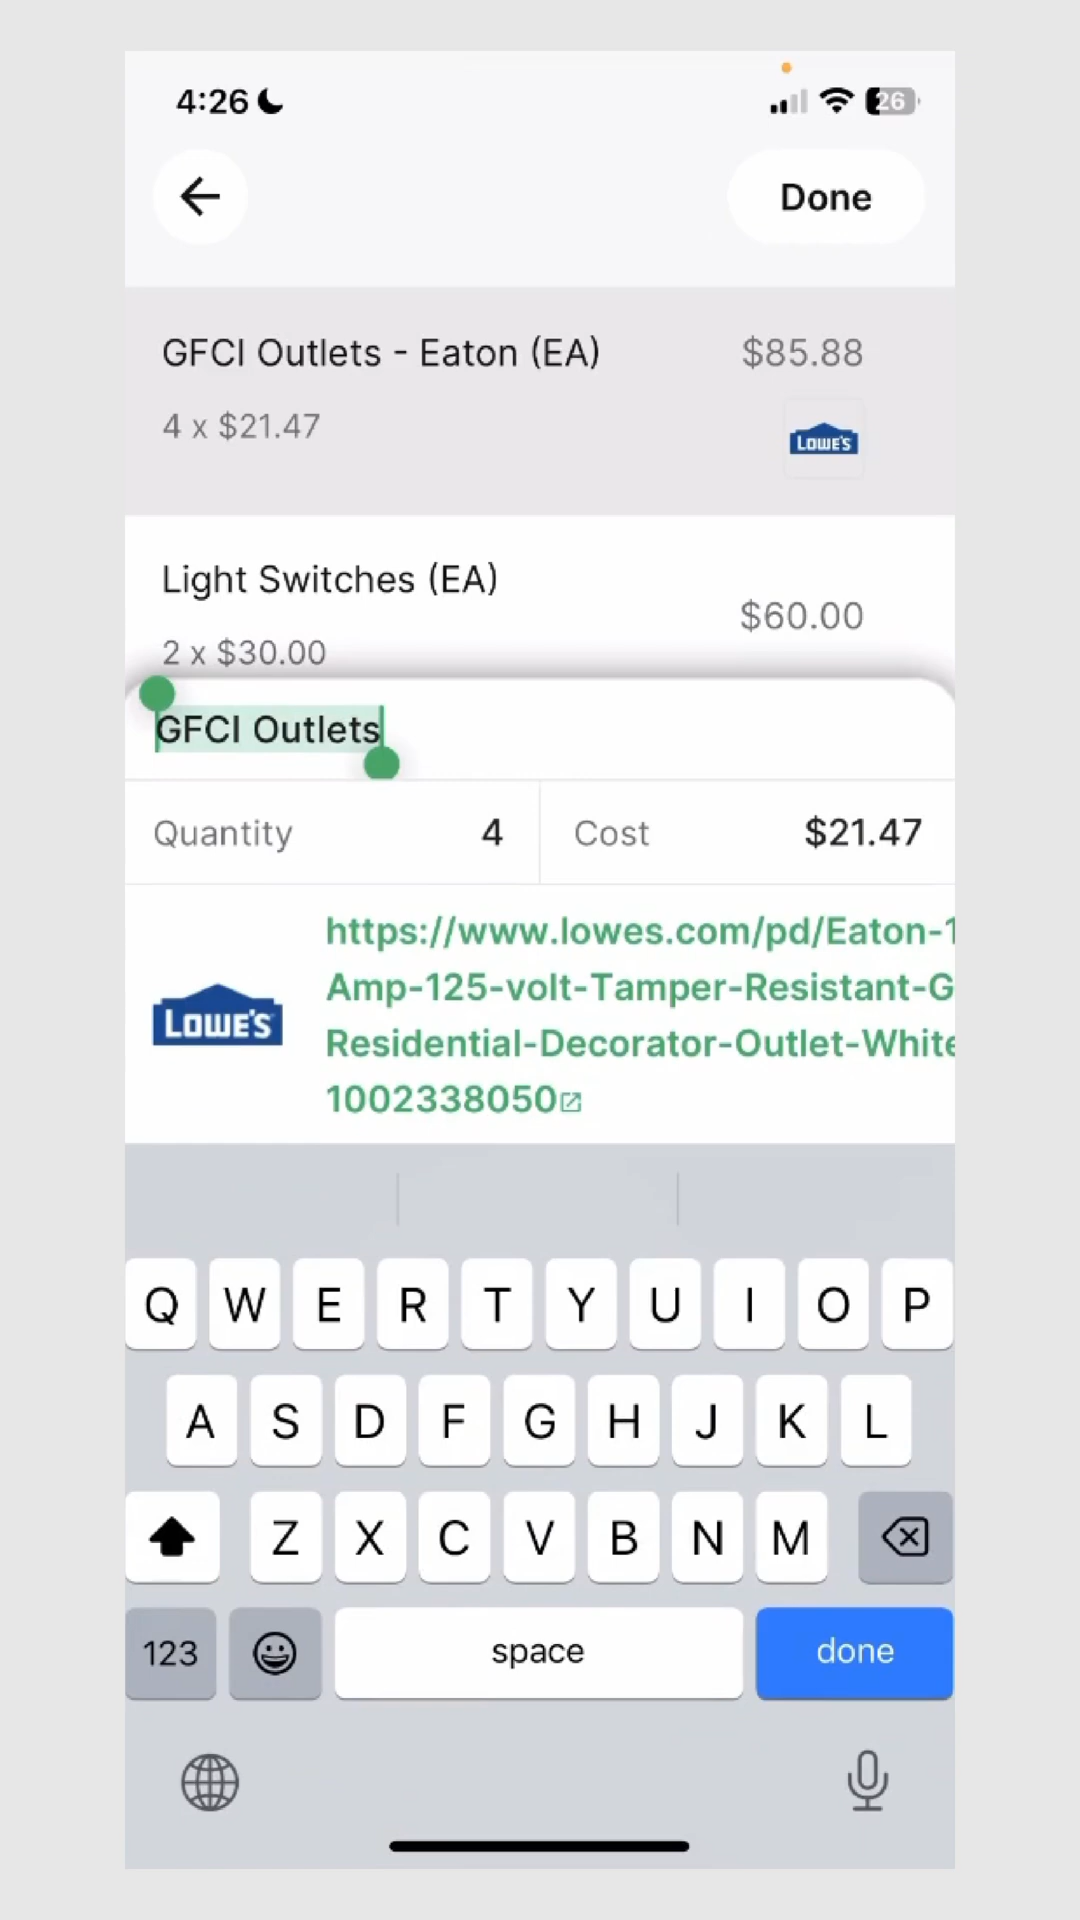 4:26
26
Done
GFCI Outlets - Eaton (EA)
$85.88
4 x $21.47
LOWE'S
Light Switches (EA)
$60.00
2 x $30.00
GFCI Outlets
Quantity
4
Cost
$21.47
LOWE'S
https://www.lowes.com/pd/Eaton-1
Amp-125-volt-Tamper-Resistant-G
Residential-Decorator-Outlet-White
1002338050
Q W E R T Y U I O P
A S D F G H J K L
Z X C V B N M
123
space
done